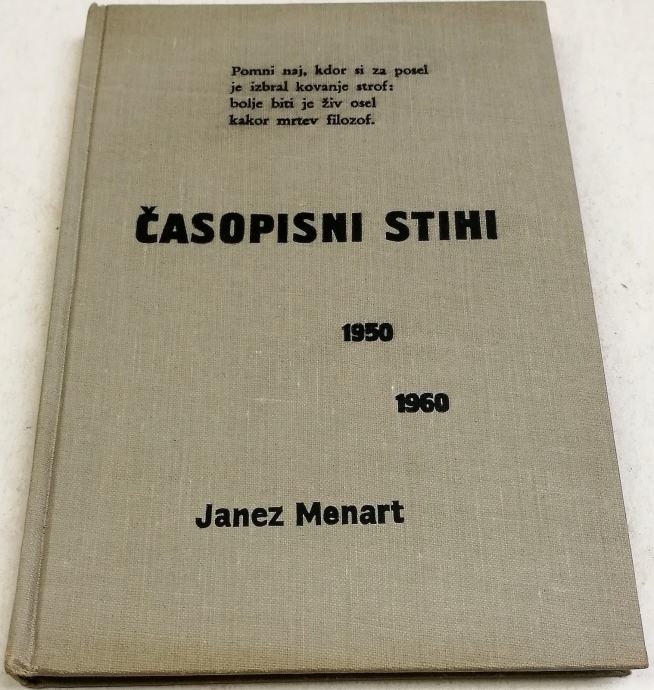 Pomni naj, kdor si za posel
je izbral kovanje strof:
bolje biti je živ osel
kakor mrtev filozof.
ČASOPISNI STIHI
1950
1960
Janez Menart